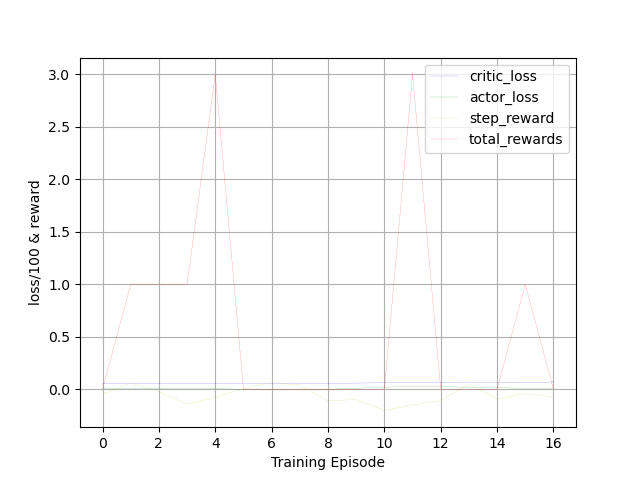 critic_loss
actor_loss
step_reward
total_rewards
3.0
2.5
2.0
1.5
1.0
0.5
0.0
loss/100 & reward
0 2 4 6 8 10 12 14 16
Training Episode